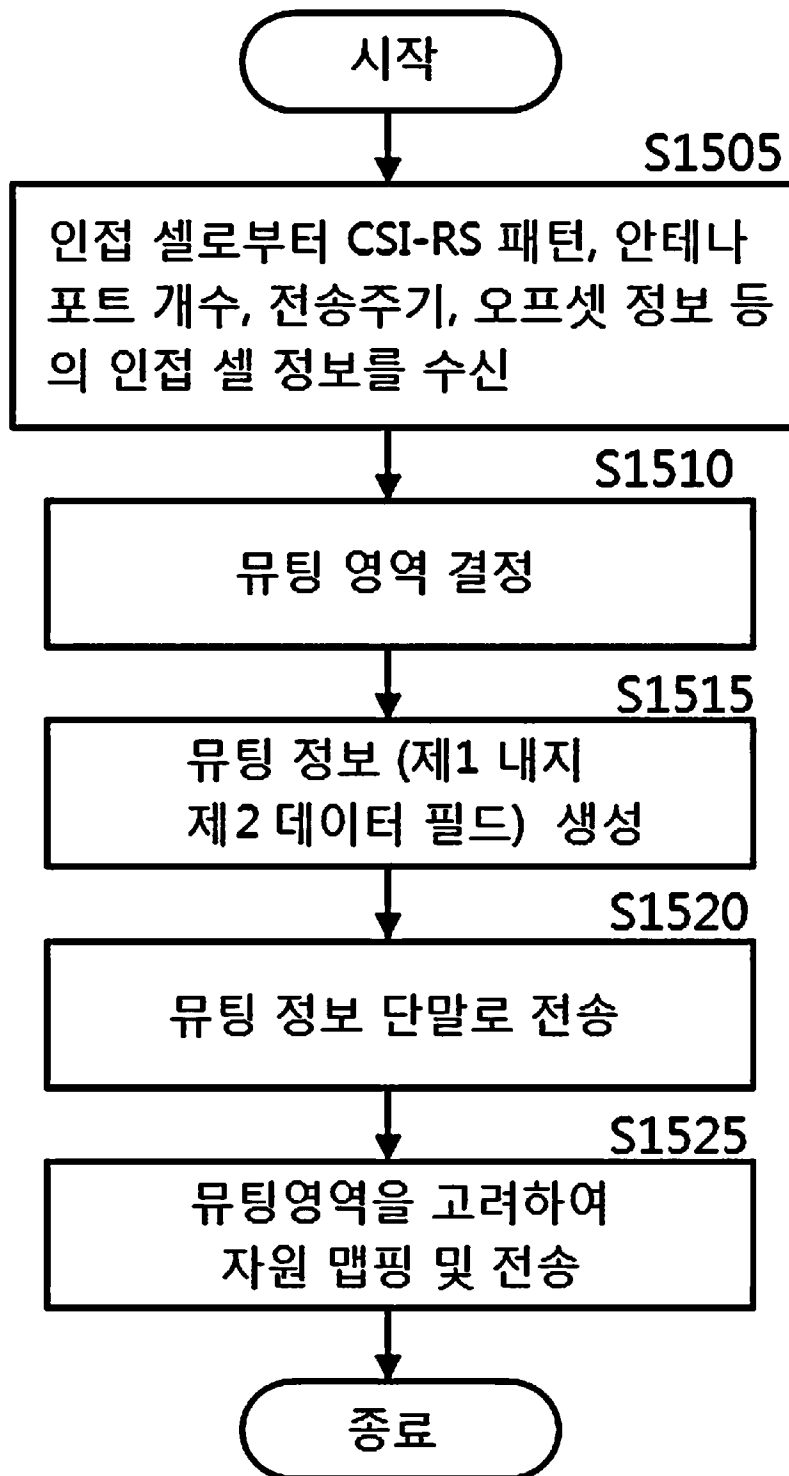 시작
S1505
인접 셀로부터 CSI-RS 패턴, 안테나
포트 개수, 전송주기, 오프셋 정보 등
의 인접 셀 정보를 수신
S1510
뮤팅 영역 결정
S1515
뮤팅 정보 (제1 내지
제2 데이터 필드) 생성
S1520
뮤팅 정보 단말로 전송
S1525
뮤팅영역을 고려하여
자원 맵핑 및 전송
종료